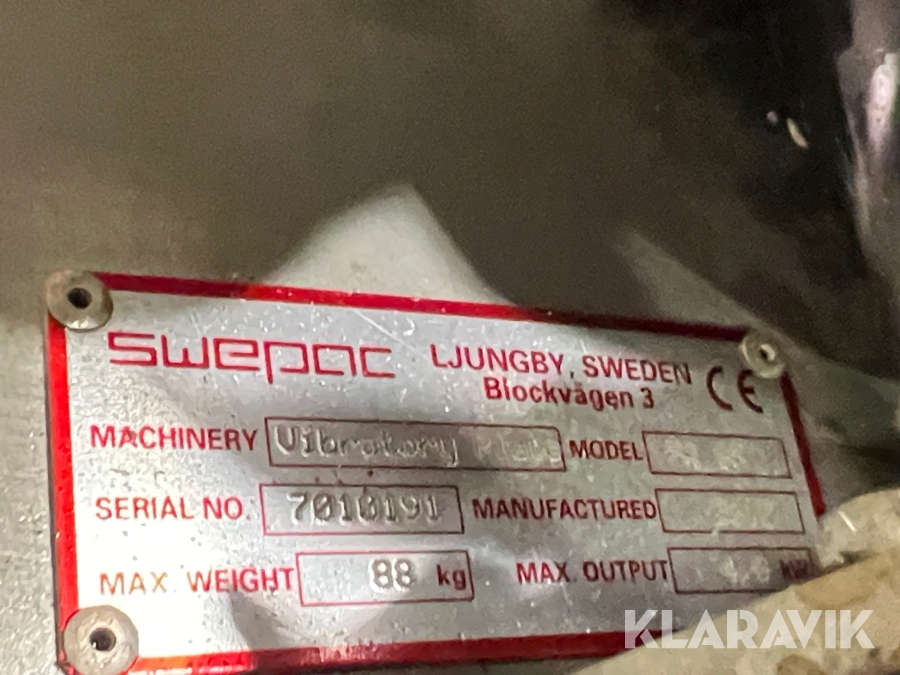 swepac LJUNGBY, SWEDEN CE
Blockvägen 3
MACHINERY Vibratory Plate MODEL
SERIAL NO. 7010191 MANUFACTURED
MAX. WEIGHT 88 kg MAX. OUTPUT kW
KLARAVIK